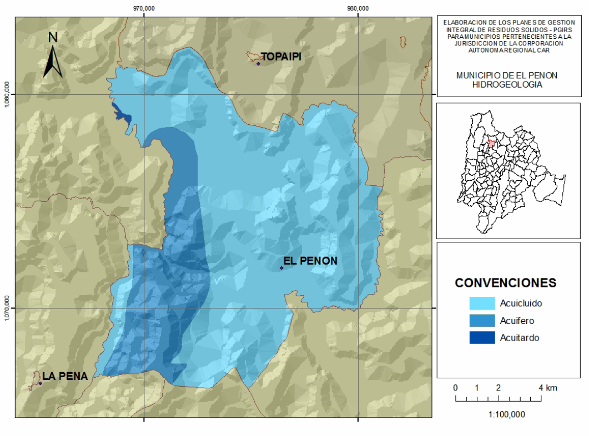 970,000
980,000
N
TOPAIPI
1,080,000
EL PENON
1,070,000
LA PENA
ELABORACION DE LOS PLANES DE GESTION
INTEGRAL DE RESIDUOS SOLIDOS - PGIRS
PARA MUNICIPIOS PERTENECIENTES A LA
JURISDICCION DE LA CORPORACION
AUTONOMA REGIONAL CAR
MUNICIPIO DE EL PENON
HIDROGEOLOGIA
CONVENCIONES
Acuicluido
Acuifero
Acuitardo
0 1 2 4 km
1:100,000